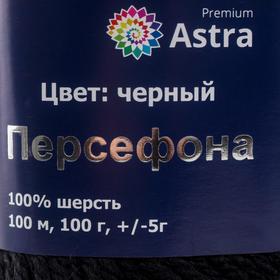 Premium
Astra
Цвет: черный
Персефона
100% шерсть
100 м, 100 г, +/-5г